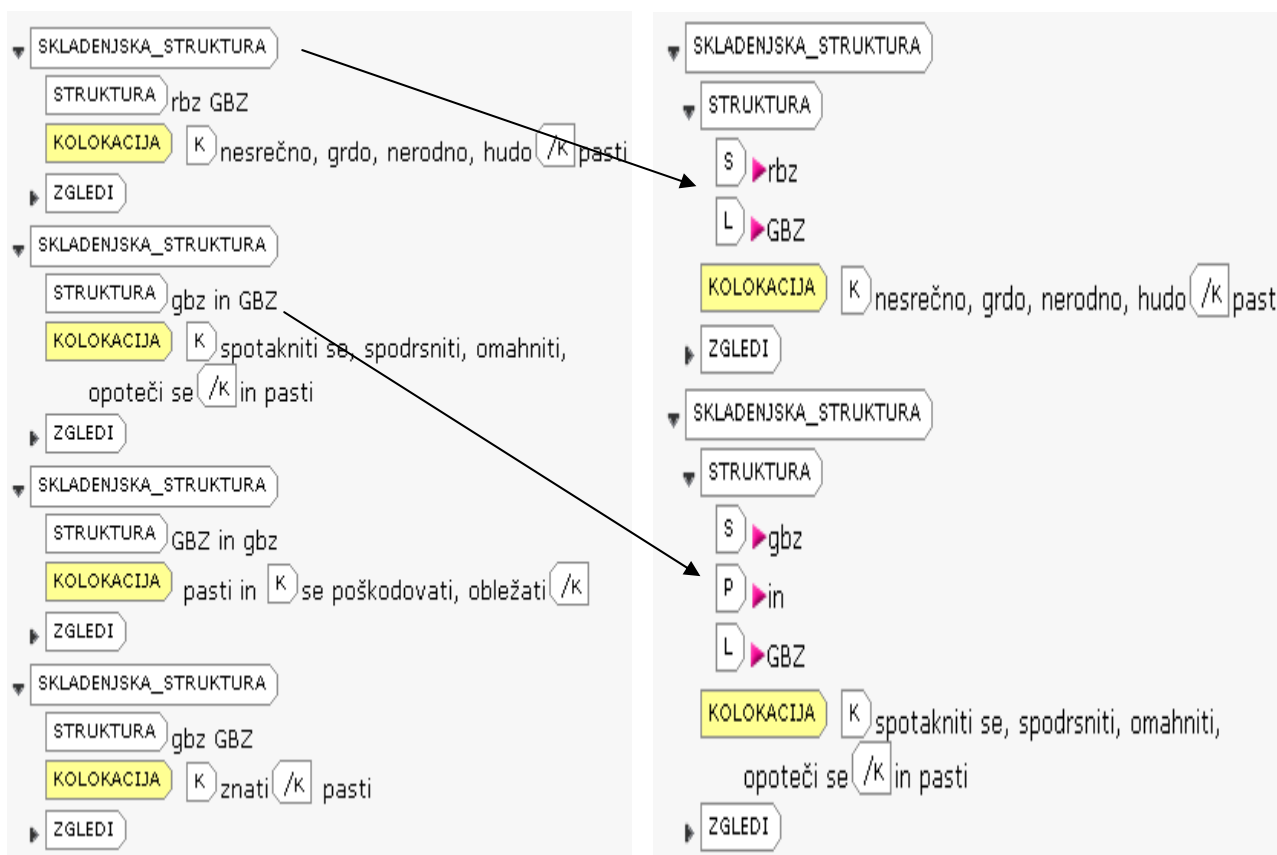 SKLADENJSKA_STRUKTURA
STRUKTURA rbz GBZ
KOLOKACIJA K nesrečno, grdo, nerodno, hudo /K pasti
ZGLEDI
SKLADENJSKA_STRUKTURA
STRUKTURA gbz in GBZ
KOLOKACIJA K spotakniti se, spodrsniti, omahniti,
opoteči se /K in pasti
ZGLEDI
SKLADENJSKA_STRUKTURA
STRUKTURA GBZ in gbz
KOLOKACIJA pasti in K se poškodovati, obležati /K
ZGLEDI
SKLADENJSKA_STRUKTURA
STRUKTURA gbz GBZ
KOLOKACIJA K znati /K pasti
ZGLEDI
SKLADENJSKA_STRUKTURA
STRUKTURA
S rbz
L GBZ
KOLOKACIJA K nesrečno, grdo, nerodno, hudo /K past
ZGLEDI
SKLADENJSKA_STRUKTURA
STRUKTURA
S gbz
P in
L GBZ
KOLOKACIJA K spotakniti se, spodrsniti, omahniti,
opoteči se /K in pasti
ZGLEDI